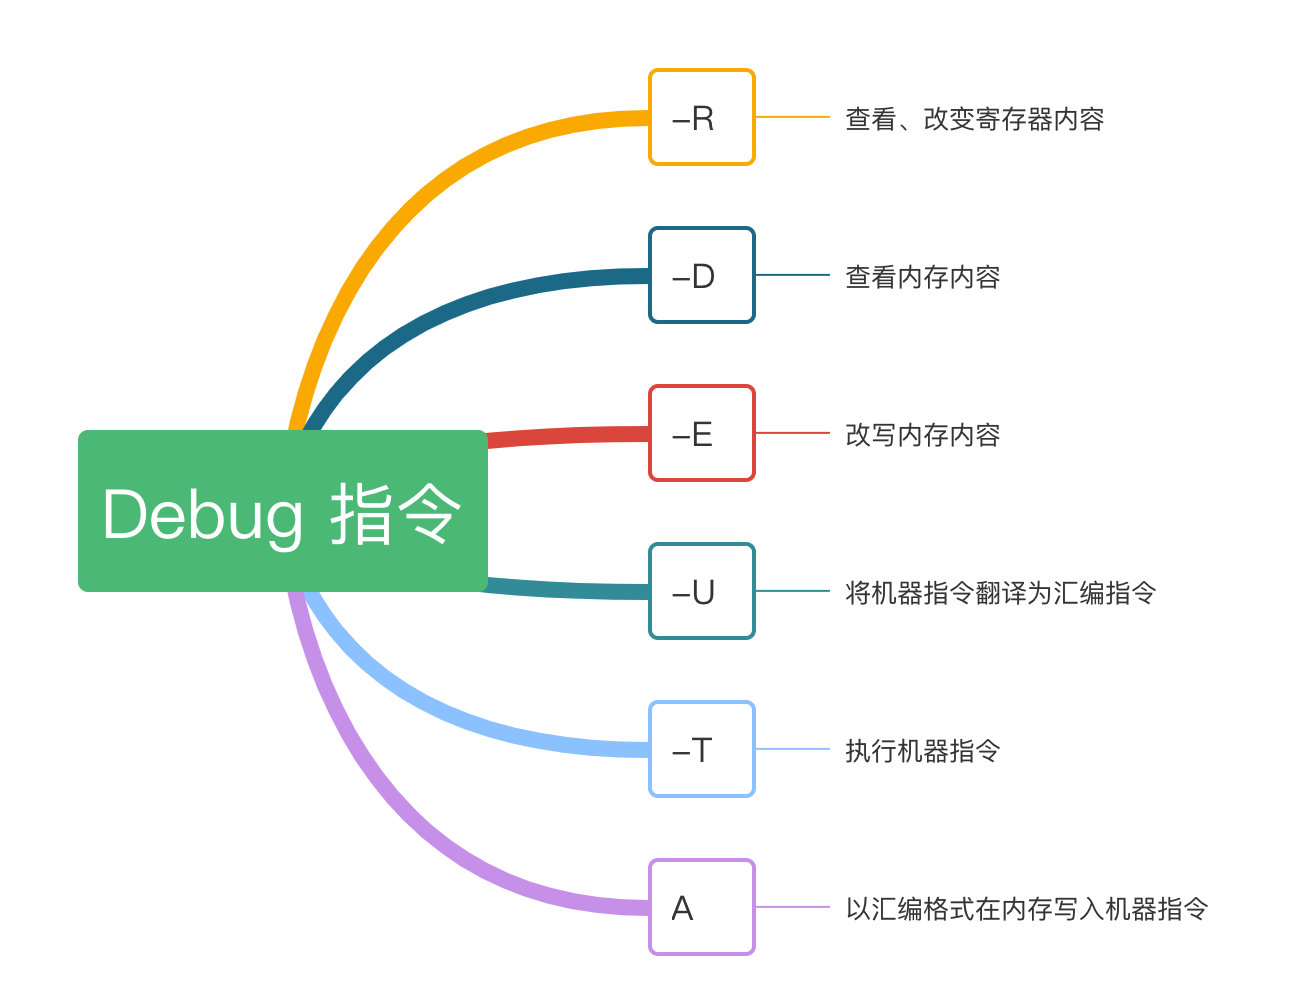 Debug 指令
–R
查看、改变寄存器内容
–D
查看内存内容
–E
改写内存内容
–U
将机器指令翻译为汇编指令
–T
执行机器指令
A
以汇编格式在内存写入机器指令